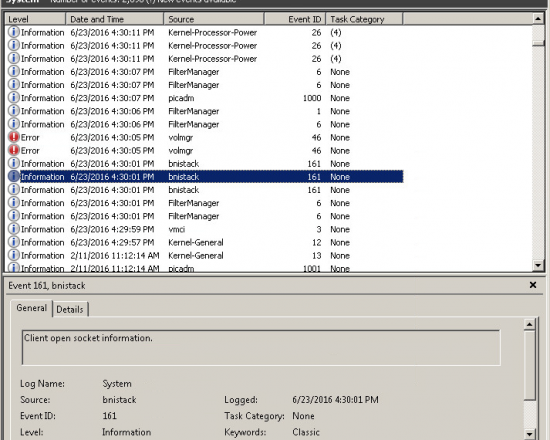 System Number of events: (!) New events available
Level Date and Time Source Event ID Task Category
Information 6/23/2016 4:30:11 PM Kernel-Processor-Power 26 (4)
Information 6/23/2016 4:30:11 PM Kernel-Processor-Power 26 (4)
Information 6/23/2016 4:30:11 PM Kernel-Processor-Power 26 (4)
Information 6/23/2016 4:30:07 PM FilterManager 6 None
Information 6/23/2016 4:30:07 PM FilterManager 6 None
Information 6/23/2016 4:30:07 PM picadm 1000 None
Information 6/23/2016 4:30:06 PM FilterManager 1 None
Information 6/23/2016 4:30:06 PM FilterManager 6 None
Error 6/23/2016 4:30:05 PM volmgr 46 None
Error 6/23/2016 4:30:05 PM volmgr 46 None
Information 6/23/2016 4:30:01 PM bnistack 161 None
Information 6/23/2016 4:30:01 PM bnistack 161 None
Information 6/23/2016 4:30:01 PM bnistack 161 None
Information 6/23/2016 4:30:01 PM FilterManager 6 None
Information 6/23/2016 4:30:01 PM FilterManager 6 None
Information 6/23/2016 4:29:59 PM vmci 3 None
Information 6/23/2016 4:29:57 PM Kernel-General 12 None
Information 2/11/2016 11:12:14 AM Kernel-General 13 None
Information 2/11/2016 11:12:14 AM picadm 1001 None
Event 161, bnistack
General Details
Client open socket information.
Log Name: System
Source: bnistack Logged: 6/23/2016 4:30:01 PM
Event ID: 161 Task Category: None
Level: Information Keywords: Classic